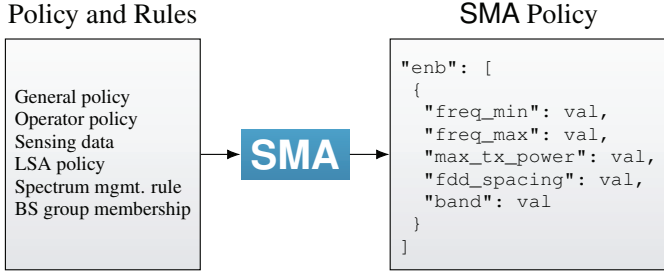 Policy and Rules
General policy
Operator policy
Sensing data
LSA policy
Spectrum mgmt. rule
BS group membership
SMA
SMA Policy
"enb": [
{
"freq_min": val,
"freq_max": val,
"max_tx_power": val,
"fdd_spacing": val,
"band": val
}
]